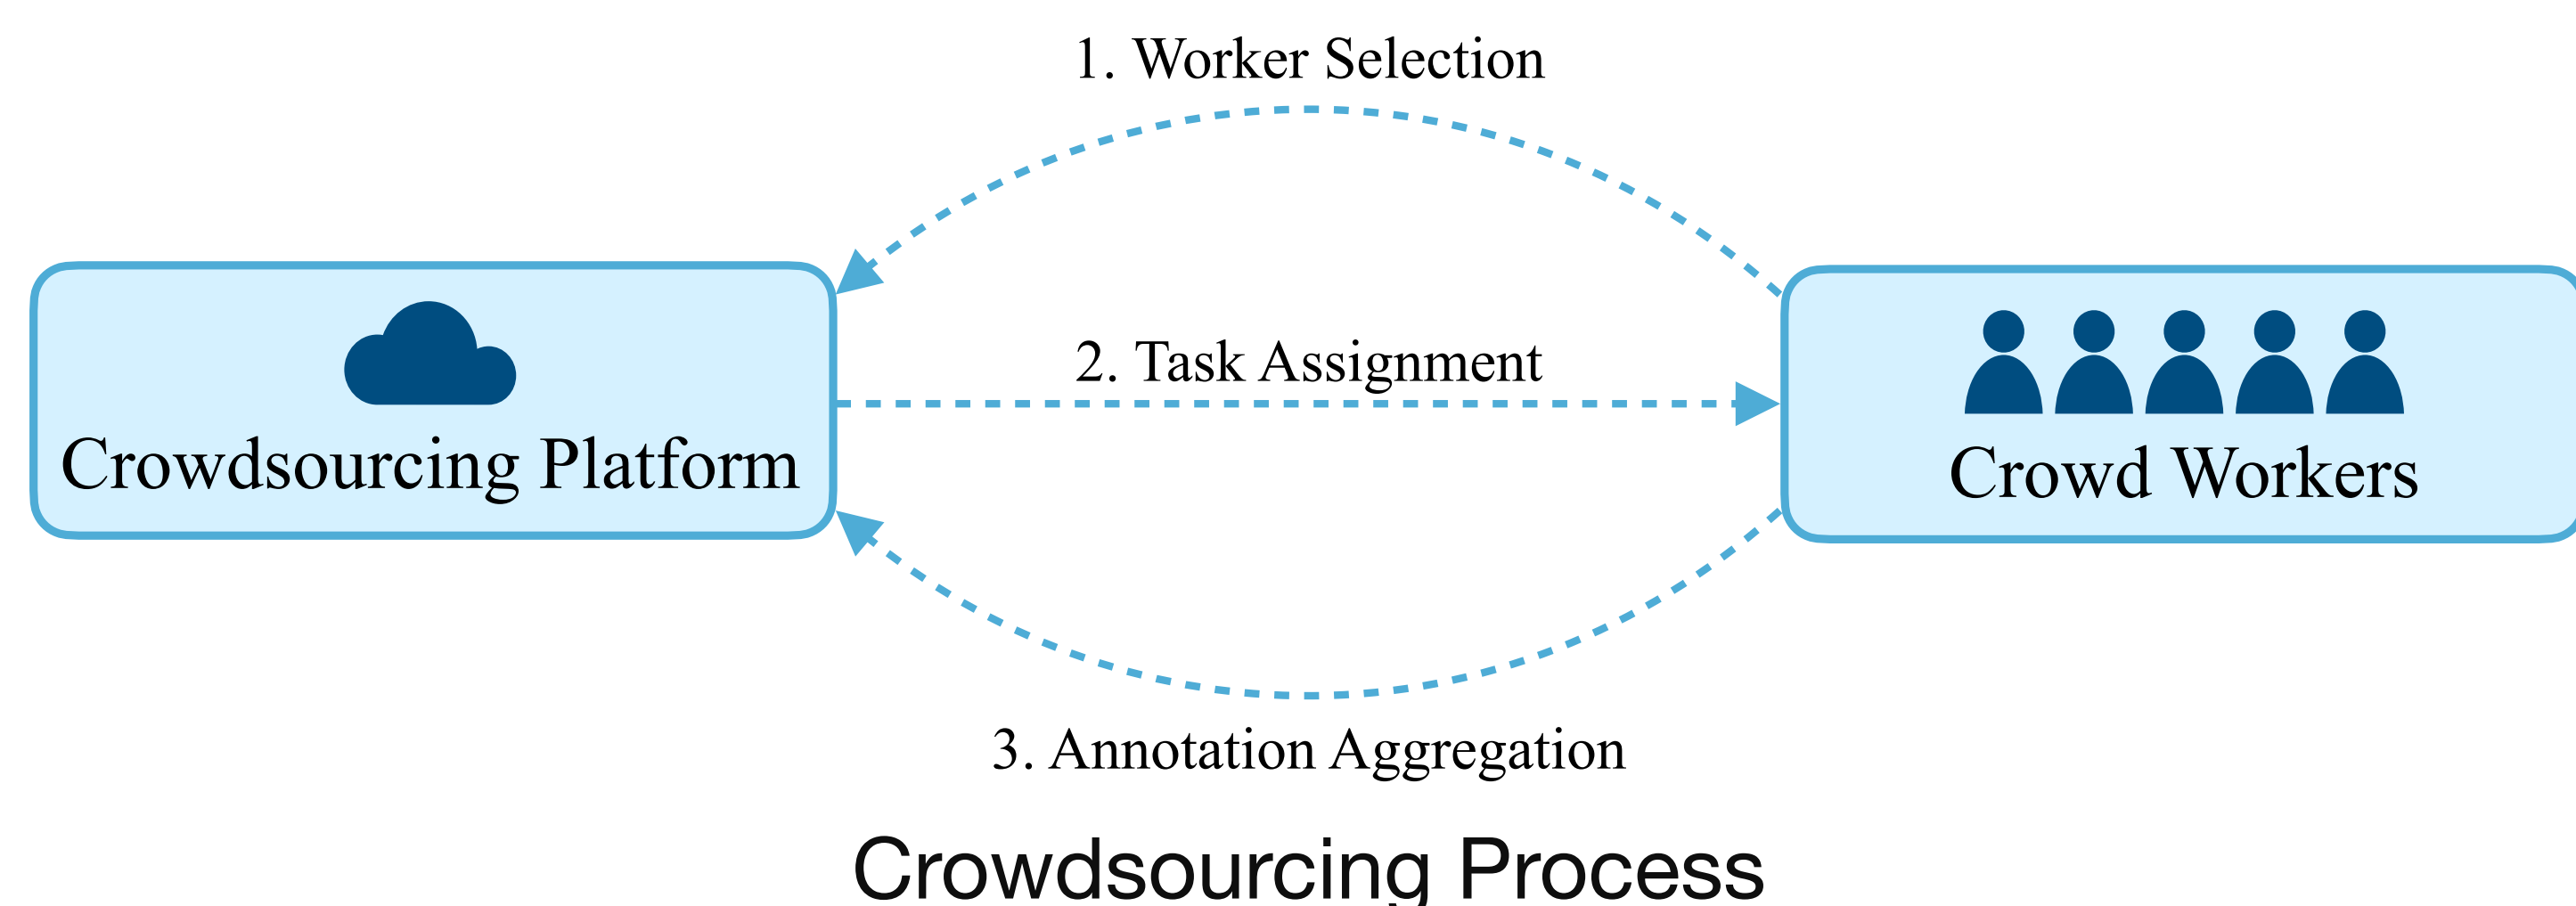 1. Worker Selection
2. Task Assignment
Crowdsourcing Platform
Crowd Workers
3. Annotation Aggregation
Crowdsourcing Process